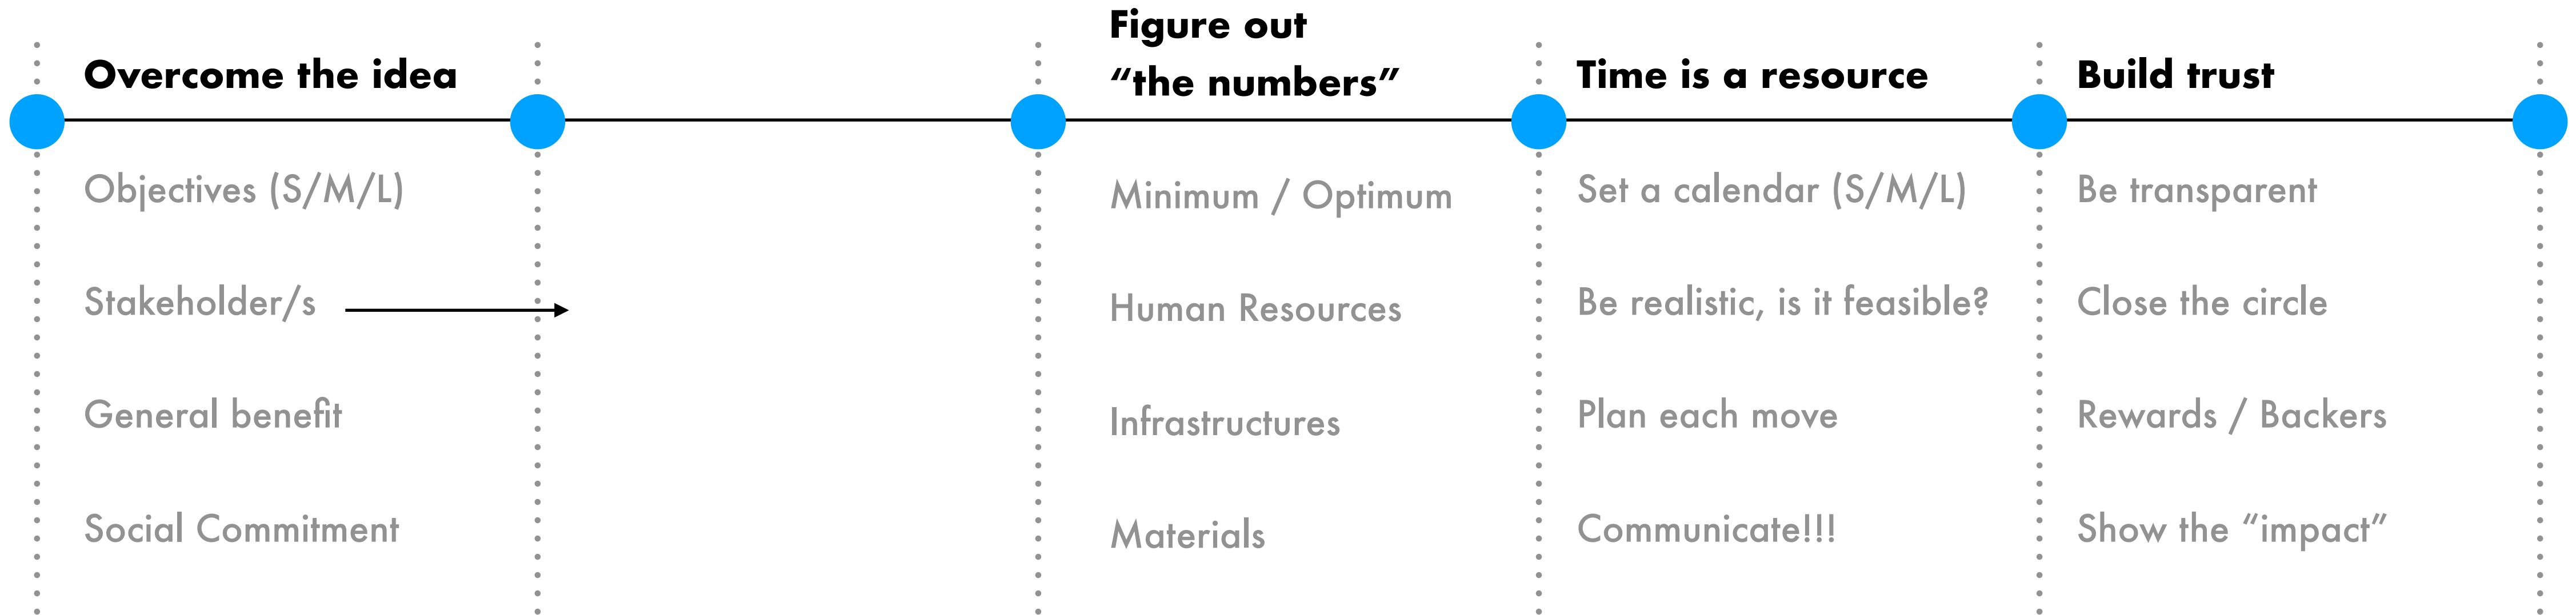 Overcome the idea
Objectives (S/M/L)
Stakeholder/s
General benefit
Social Commitment
Figure out
“the numbers”
Minimum / Optimum
Human Resources
Infrastructures
Materials
Time is a resource
Set a calendar (S/M/L)
Be realistic, is it feasible?
Plan each move
Communicate!!!
Build trust
Be transparent
Close the circle
Rewards / Backers
Show the “impact”